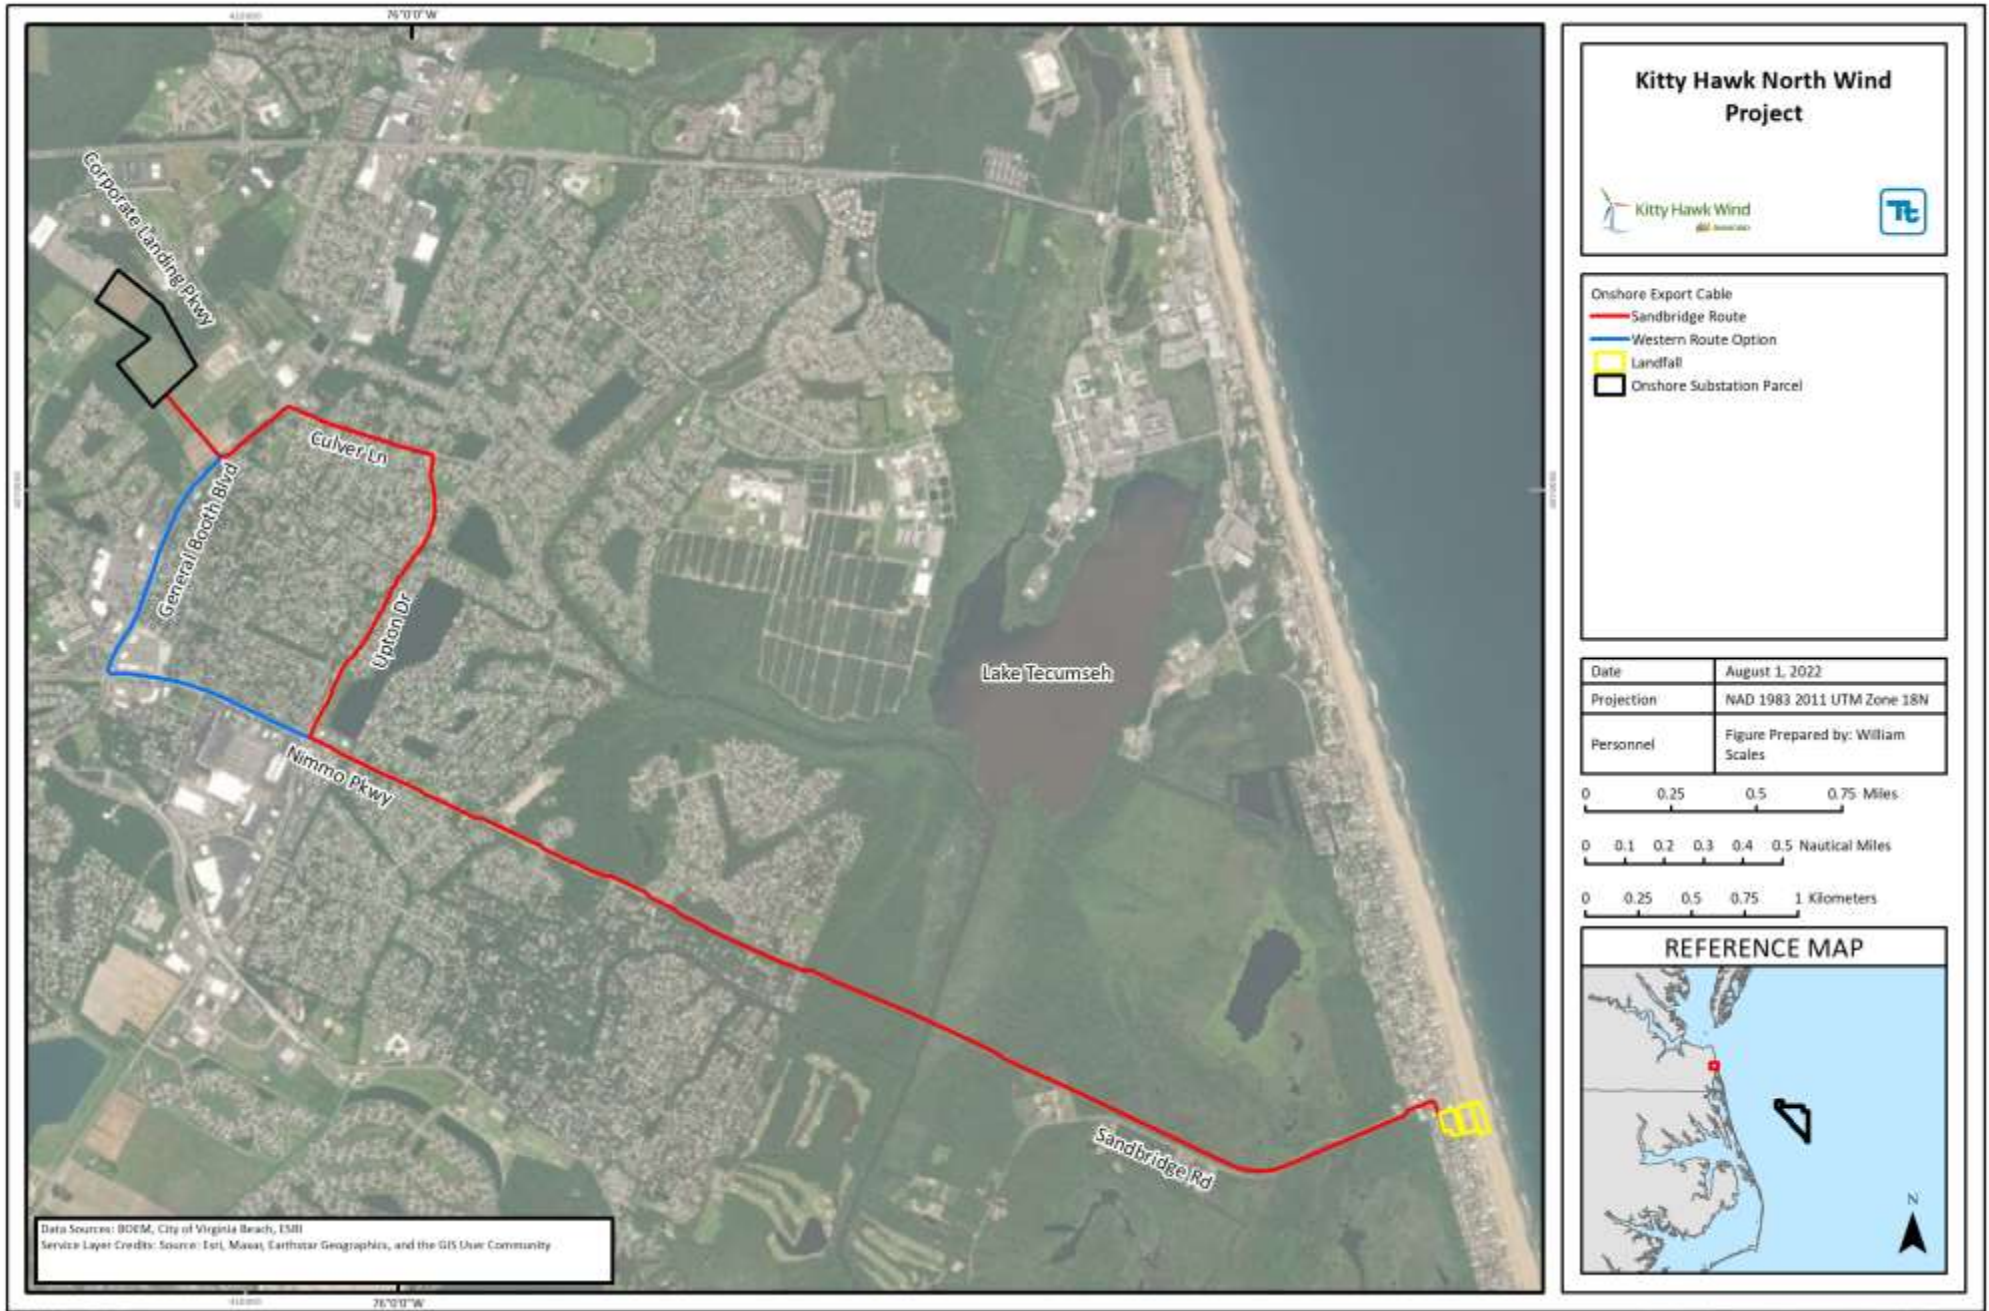 76°0'0"W
Corporate Landing Pkwy
Culver Ln
General Booth Blvd
Upton Dr
Nimmo Pkwy
Lake Tecumseh
Sandbridge Rd
Data Sources: BOEM, City of Virginia Beach, ESRI
Service Layer Credits: Source: Esri, Maxar, Earthstar Geographics, and the GIS User Community
76°0'0"W
Kitty Hawk North Wind
Project
Kitty Hawk Wind
Tt
Onshore Export Cable
Sandbridge Route
Western Route Option
Landfall
Onshore Substation Parcel
Date August 1, 2022
Projection NAD 1983 2011 UTM Zone 18N
Personnel Figure Prepared by: William
Scales
0 0.25 0.5 0.75 Miles
0 0.1 0.2 0.3 0.4 0.5 Nautical Miles
0 0.25 0.5 0.75 1 Kilometers
REFERENCE MAP
N